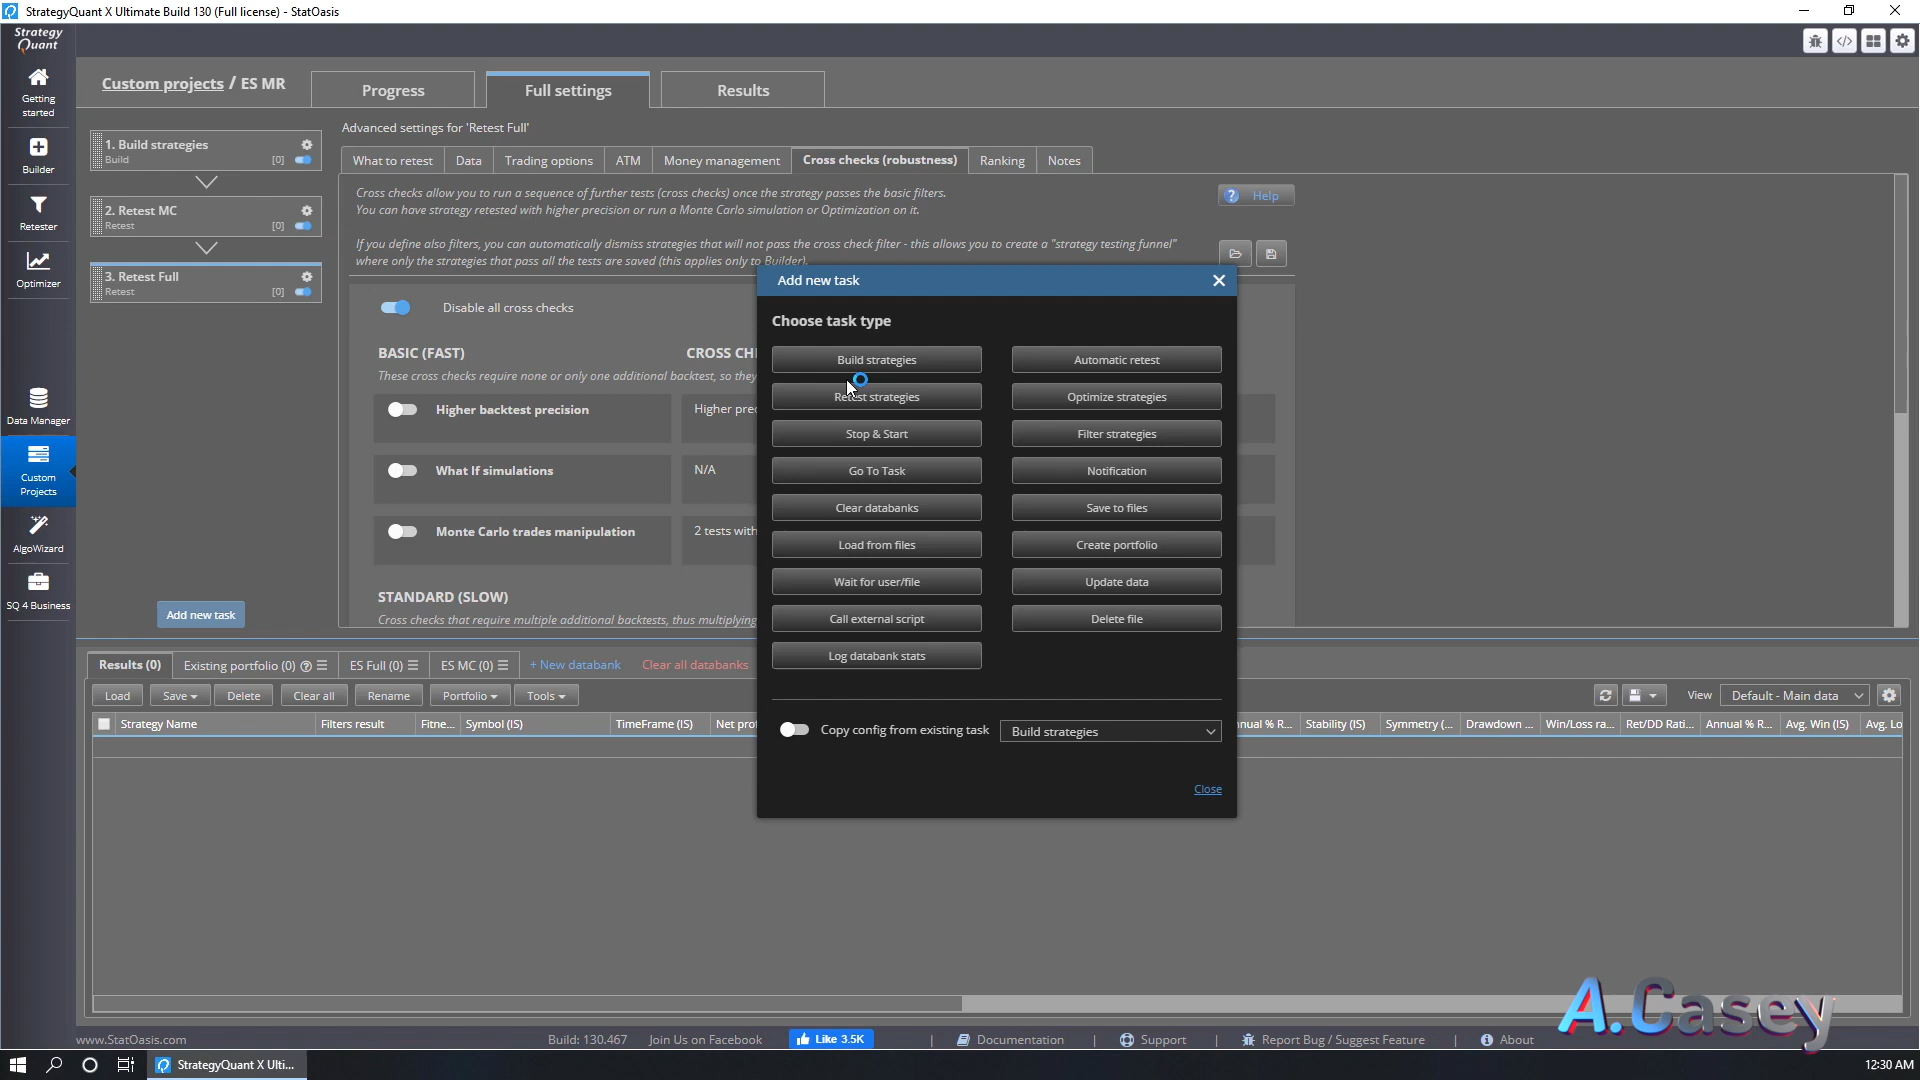 StrategyQuant X Ultimate Build 130 (Full license) - StatOasis
Strategy
Quant
Getting
started
Builder
Retester
Optimizer
Data Manager
Custom
Projects
AlgoWizard
SQ 4 Business
Custom projects / ES MR
Progress
Full settings
Results
1. Build strategies
Build
[0]
2. Retest MC
Retest
[0]
3. Retest Full
Retest
[0]
Add new task
Advanced settings for 'Retest Full'
What to retest
Data
Trading options
ATM
Money management
Cross checks (robustness)
Ranking
Notes
Cross checks allow you to run a sequence of further tests (cross checks) once the strategy passes the basic filters.
You can have strategy retested with higher precision or run a Monte Carlo simulation or Optimization on it.
? Help
If you define also filters, you can automatically dismiss strategies that will not pass the cross check filter - this allows you to create a "strategy testing funnel"
where only the strategies that pass all the tests are saved (this applies only to Builder).
Disable all cross checks
BASIC (FAST)
CROSS CH
These cross checks require none or only one additional backtest, so they
Higher backtest precision
Higher prec
What If simulations
N/A
Monte Carlo trades manipulation
2 tests with
STANDARD (SLOW)
Cross checks that require multiple additional backtests, thus multiplying
Add new task
Choose task type
Build strategies
Automatic retest
Retest strategies
Optimize strategies
Stop & Start
Filter strategies
Go To Task
Notification
Clear databanks
Save to files
Load from files
Create portfolio
Wait for user/file
Update data
Call external script
Delete file
Log databank stats
Copy config from existing task
Build strategies
Close
Results (0)
Existing portfolio (0)
ES Full (0)
ES MC (0)
+ New databank
Clear all databanks
Load
Save
Delete
Clear all
Rename
Portfolio
Tools
View
Default - Main data
Strategy Name
Filters result
Fitne...
Symbol (IS)
TimeFrame (IS)
Net prof
nnual % R...
Stability (IS)
Symmetry (...
Drawdown ...
Win/Loss ra...
Ret/DD Rati...
Annual % R...
Avg. Win (IS)
Avg. Lo
www.StatOasis.com
Build: 130.467
Join Us on Facebook
Like 3.5K
Documentation
Support
Report Bug / Suggest Feature
About
A.Casey
StrategyQuant X Ulti...
12:30 AM